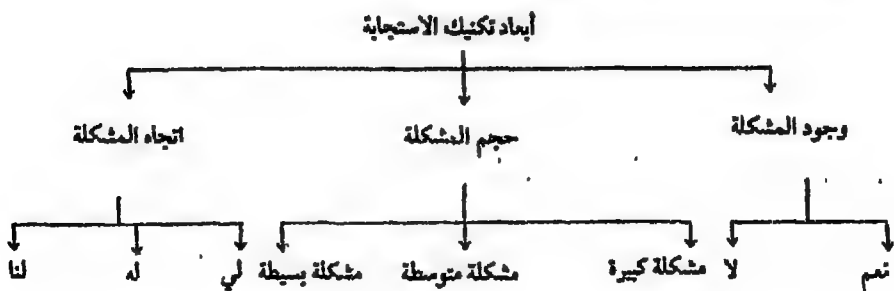 أبعاد تكنيك الاستجابة
وجود المشكلة حجم المشكلة اتجاه المشكلة
نعم لا مشكلة كبيرة مشكلة متوسطة مشكلة بسيطة لي له لنا